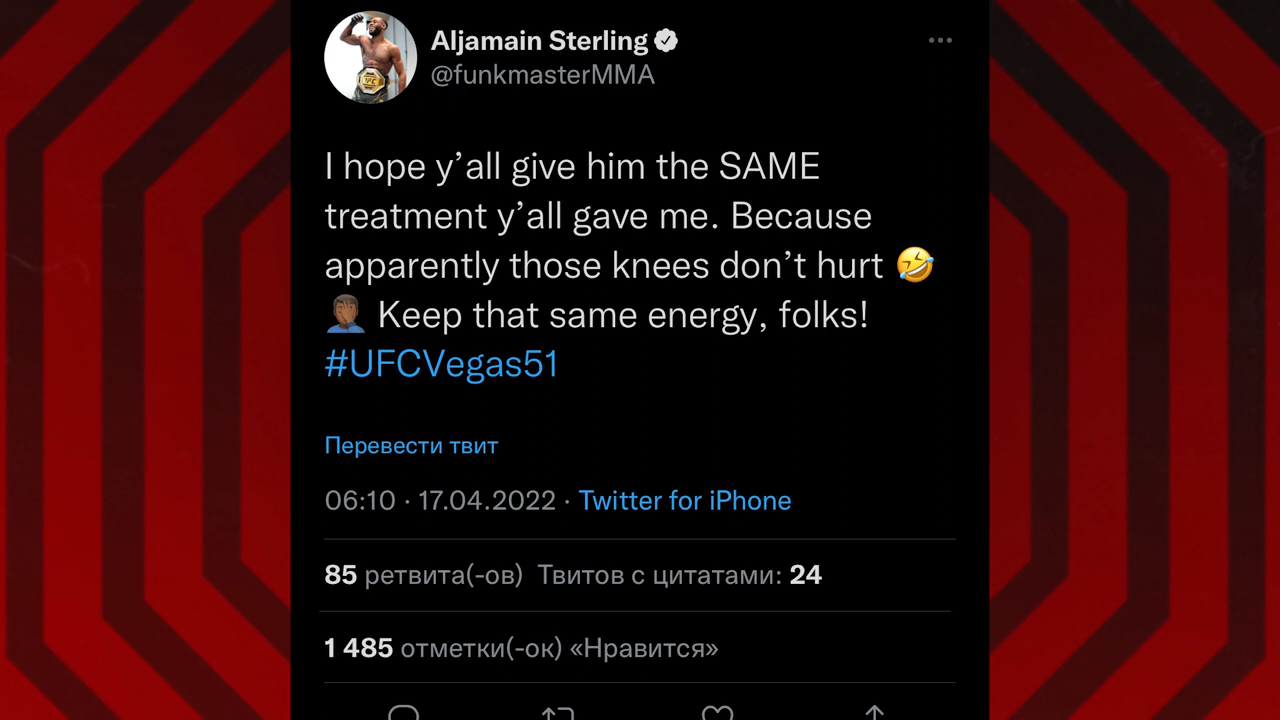 Aljamain Sterling
@funkmasterMMA
I hope y’all give him the SAME
treatment y’all gave me. Because
apparently those knees don’t hurt 🤣
🤦🏾‍♂️ Keep that same energy, folks!
#UFCVegas51
Перевести твит
06:10 · 17.04.2022 · Twitter for iPhone
85 ретвита(-ов) Твитов с цитатами: 24
1 485 отметки(-ок) «Нравится»